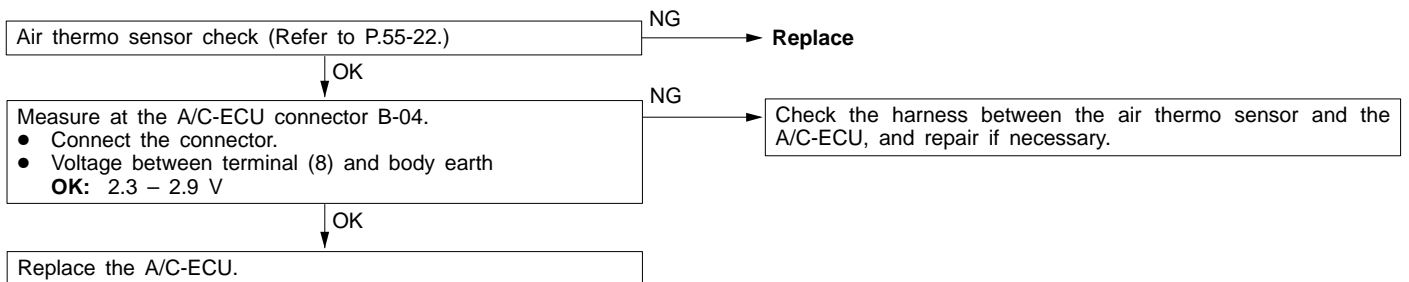 Air thermo sensor check (Refer to P.55-22.)
NG
Replace
OK
Measure at the A/C-ECU connector B-04.
● Connect the connector.
● Voltage between terminal (8) and body earth
OK: 2.3 – 2.9 V
NG
Check the harness between the air thermo sensor and the
A/C-ECU, and repair if necessary.
OK
Replace the A/C-ECU.